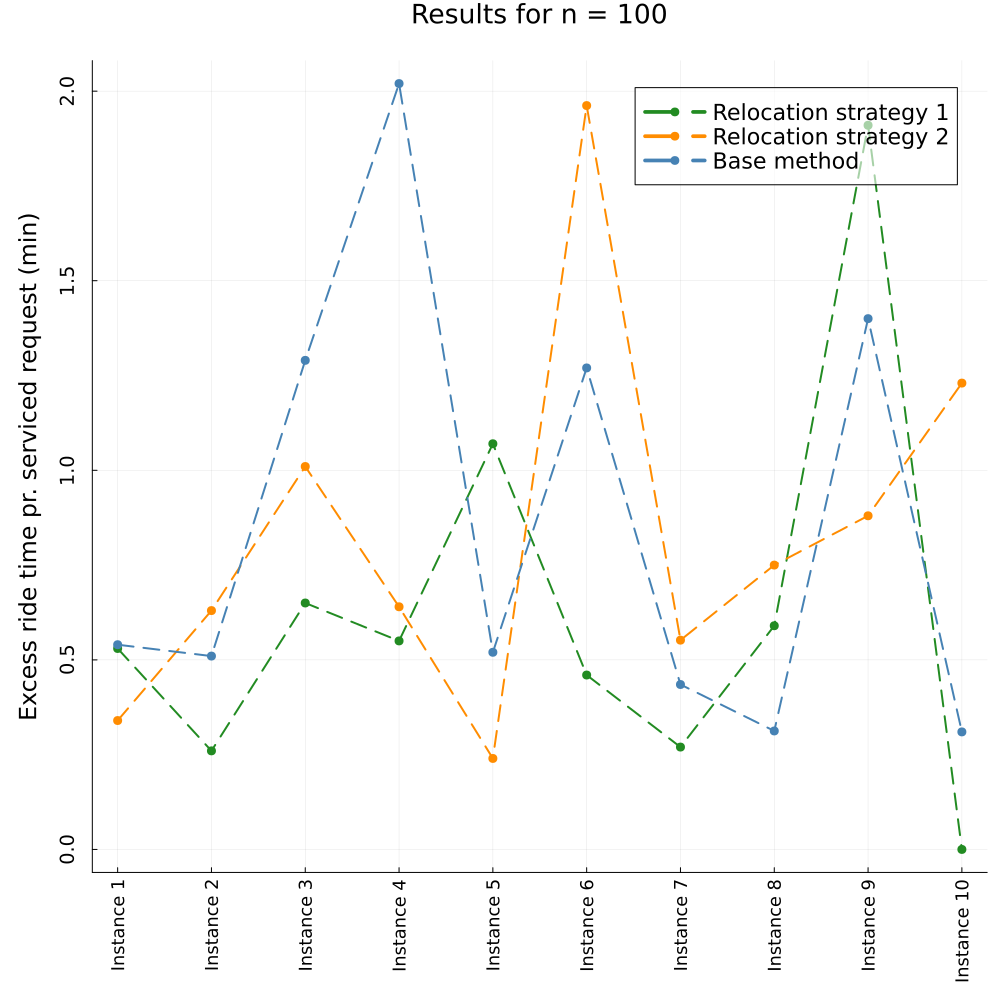 Results for n = 100
Relocation strategy 1
Relocation strategy 2
Base method
Excess ride time pr. serviced request (min)
2.0
1.5
1.0
0.5
0.0
Instance 1
Instance 2
Instance 3
Instance 4
Instance 5
Instance 6
Instance 7
Instance 8
Instance 9
Instance 10